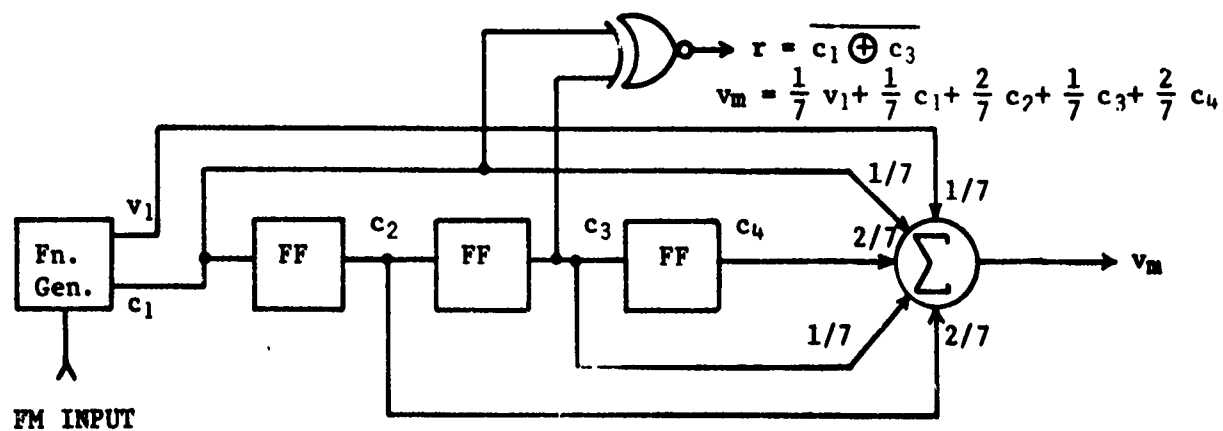 r = c₁ ⊕ c₃
vₘ = 1/7 v₁ + 1/7 c₁ + 2/7 c₂ + 1/7 c₃ + 2/7 c₄
1/7
1/7
v₁
Fn.
Gen.
c₁
FF
c₂
FF
c₃
FF
c₄
2/7
Σ
vₘ
1/7
2/7
FM INPUT